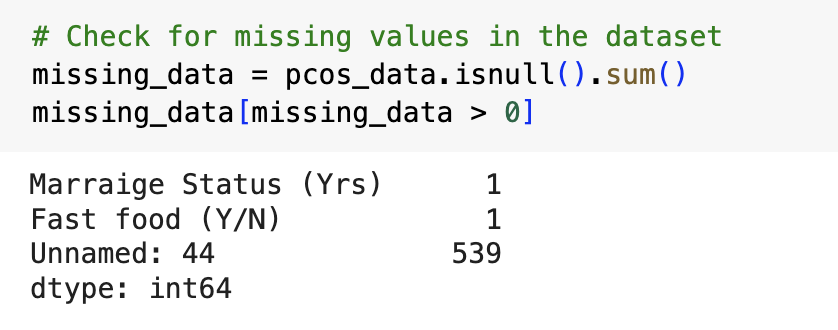 # Check for missing values in the dataset
missing_data = pcos_data.isnull().sum()
missing_data[missing_data > 0]
Marraige Status (Yrs) 1
Fast food (Y/N) 1
Unnamed: 44 539
dtype: int64